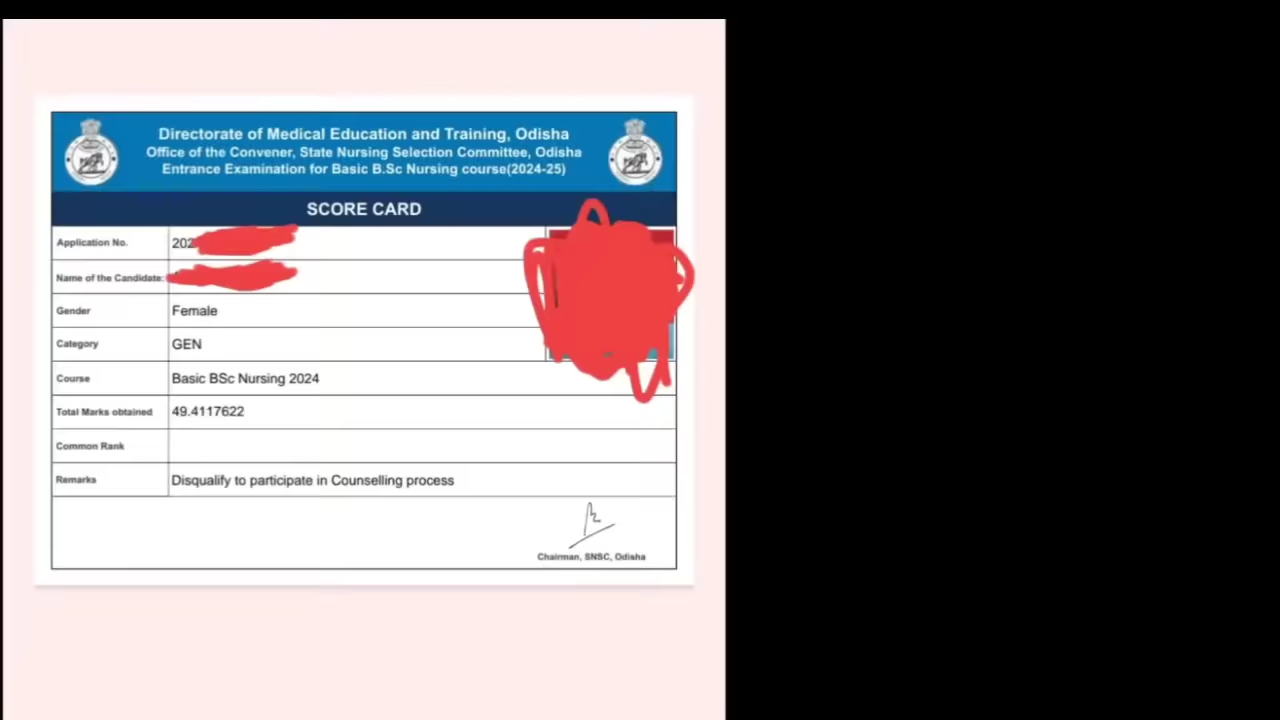 Directorate of Medical Education and Training, Odisha
Office of the Convener, State Nursing Selection Committee, Odisha
Entrance Examination for Basic B.Sc Nursing course(2024-25)
SCORE CARD
Application No. 202
Name of the Candidate:
Gender Female
Category GEN
Course Basic BSc Nursing 2024
Total Marks obtained 49.4117622
Common Rank
Remarks Disqualify to participate in Counselling process
Chairman, SNSC, Odisha